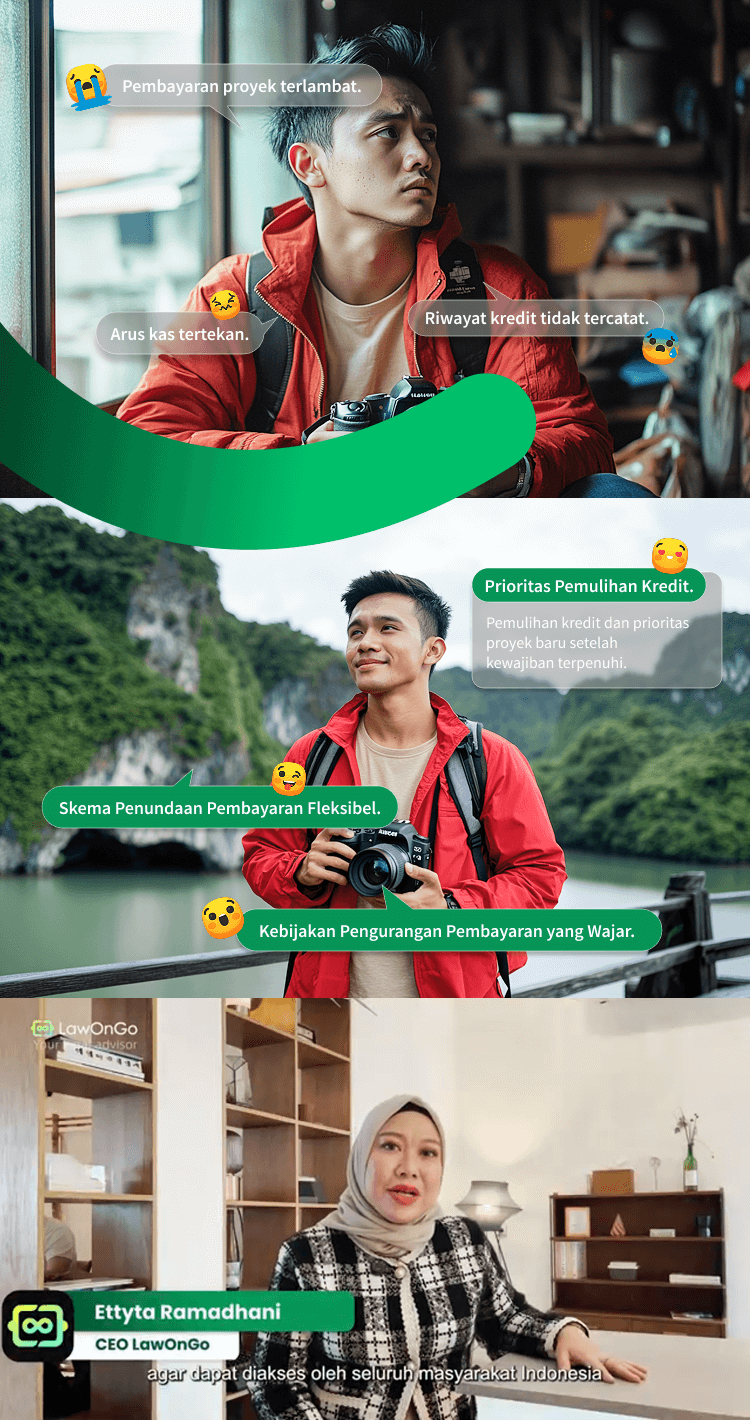 Pembayaran proyek terlambat.
Arus kas tertekan.
Riwayat kredit tidak tercatat.
Prioritas Pemulihan Kredit.
Pemulihan kredit dan prioritas
proyek baru setelah
kewajiban terpenuhi.
Skema Penundaan Pembayaran Fleksibel.
Kebijakan Pengurangan Pembayaran yang Wajar.
LawOnGo
Your legal advisor
Ettyta Ramadhani
CEO LawOnGo
agar dapat diakses oleh seluruh masyarakat Indonesia